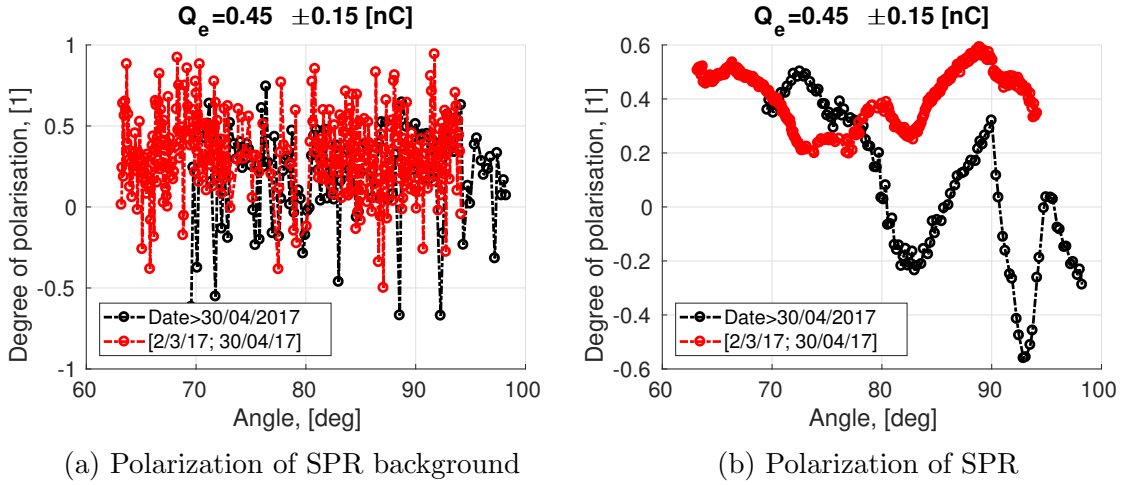 Q_e=0.45 ±0.15 [nC]
Degree of polarisation, [1]
1
0.5
0
-0.5
-1
Date>30/04/2017
[2/3/17; 30/04/17]
60 70 80 90 100
Angle, [deg]
(a) Polarization of SPR background
Q_e=0.45 ±0.15 [nC]
Degree of polarisation, [1]
0.6
0.4
0.2
0
-0.2
-0.4
-0.6
Date>30/04/2017
[2/3/17; 30/04/17]
60 70 80 90 100
Angle, [deg]
(b) Polarization of SPR